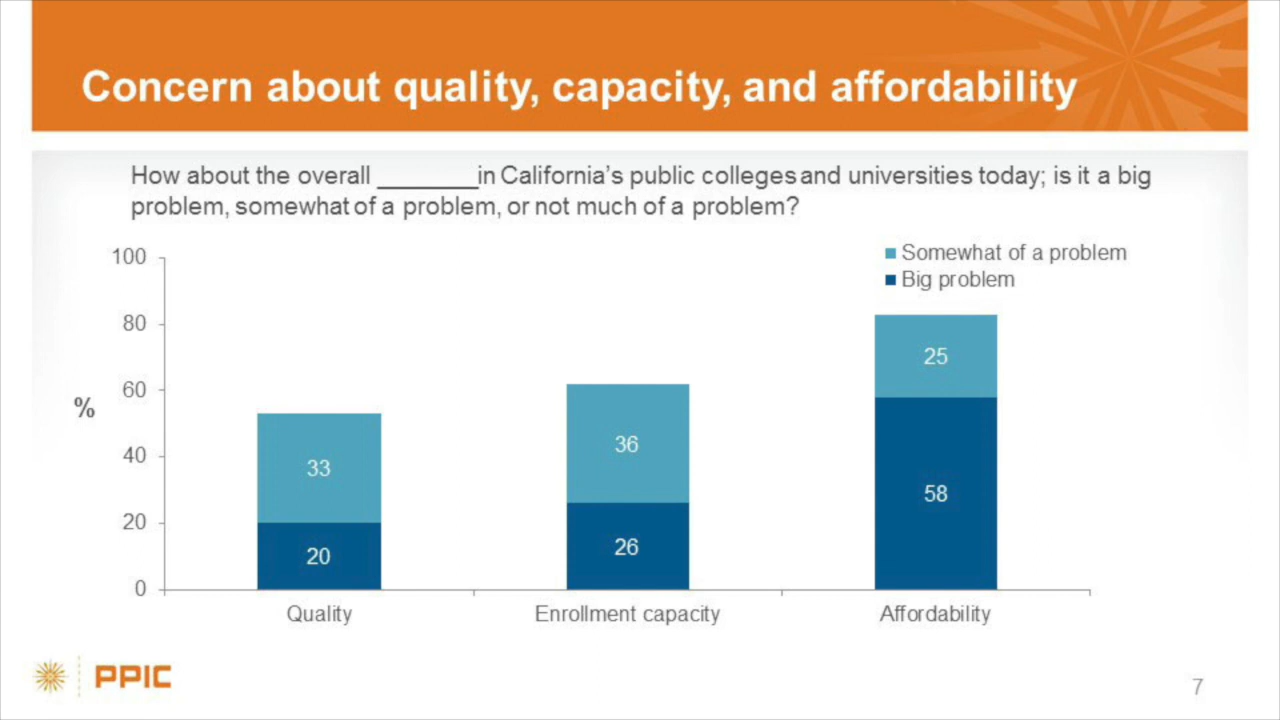 Concern about quality, capacity, and affordability
How about the overall ________in California's public colleges and universities today; is it a big
problem, somewhat of a problem, or not much of a problem?
Somewhat of a problem
Big problem
%
100
80
60
40
20
0
33
20
36
26
25
58
Quality
Enrollment capacity
Affordability
PPIC
7